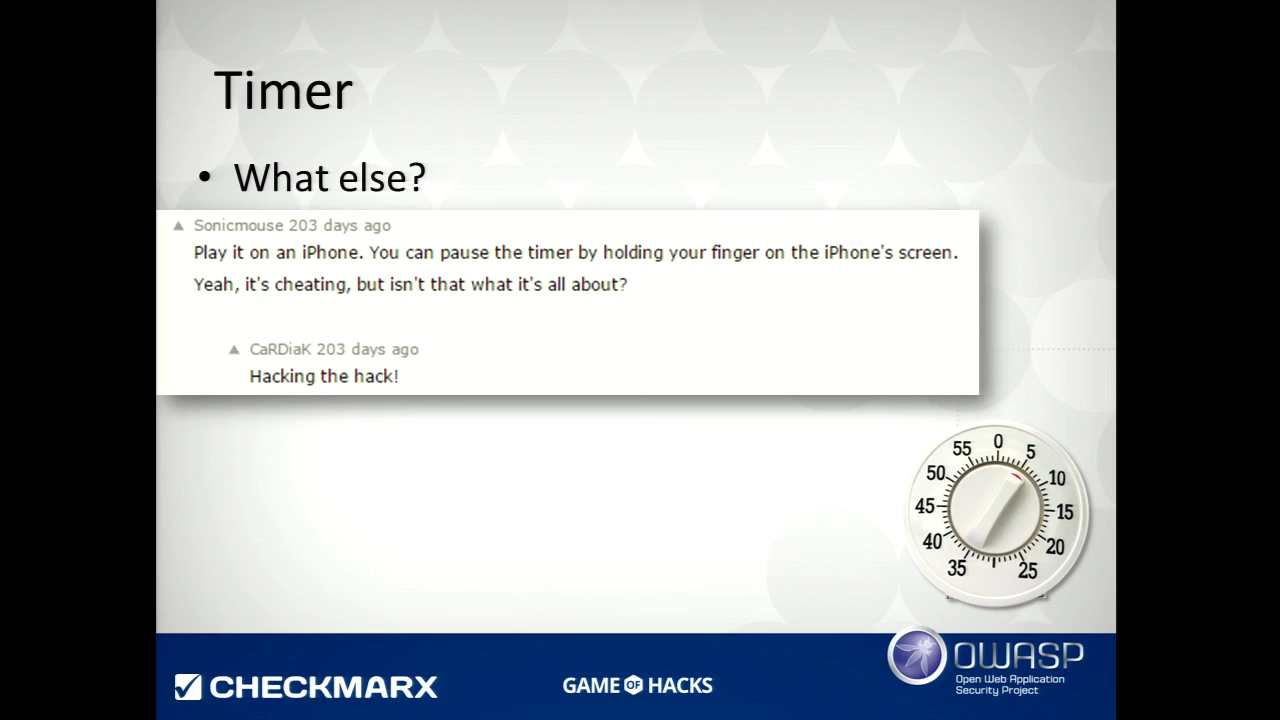 Timer
• What else?
Sonicmouse 203 days ago
Play it on an iPhone. You can pause the timer by holding your finger on the iPhone's screen.
Yeah, it's cheating, but isn't that what it's all about?
CaRDiaK 203 days ago
Hacking the hack!
0
55
5
50
10
45
15
40
20
35
25
CHECKMARX
GAME OF HACKS
OWASP
Open Web Application
Security Project